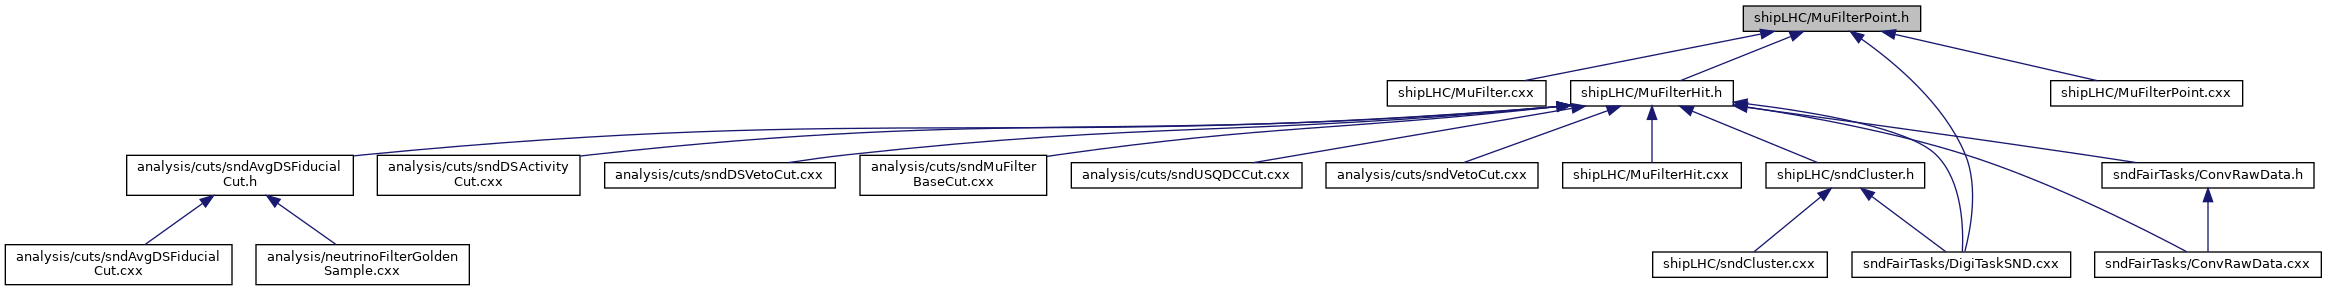 shipLHC/MuFilterPoint.h
shipLHC/MuFilter.cxx
shipLHC/MuFilterHit.h
shipLHC/MuFilterPoint.cxx
analysis/cuts/sndAvgDSFiducial
Cut.h
analysis/cuts/sndDSActivity
Cut.cxx
analysis/cuts/sndDSVetoCut.cxx
analysis/cuts/sndMuFilter
BaseCut.cxx
analysis/cuts/sndUSQDCCut.cxx
analysis/cuts/sndVetoCut.cxx
shipLHC/MuFilterHit.cxx
shipLHC/sndCluster.h
sndFairTasks/ConvRawData.h
analysis/cuts/sndAvgDSFiducial
Cut.cxx
analysis/neutrinoFilterGolden
Sample.cxx
shipLHC/sndCluster.cxx
sndFairTasks/DigiTaskSND.cxx
sndFairTasks/ConvRawData.cxx